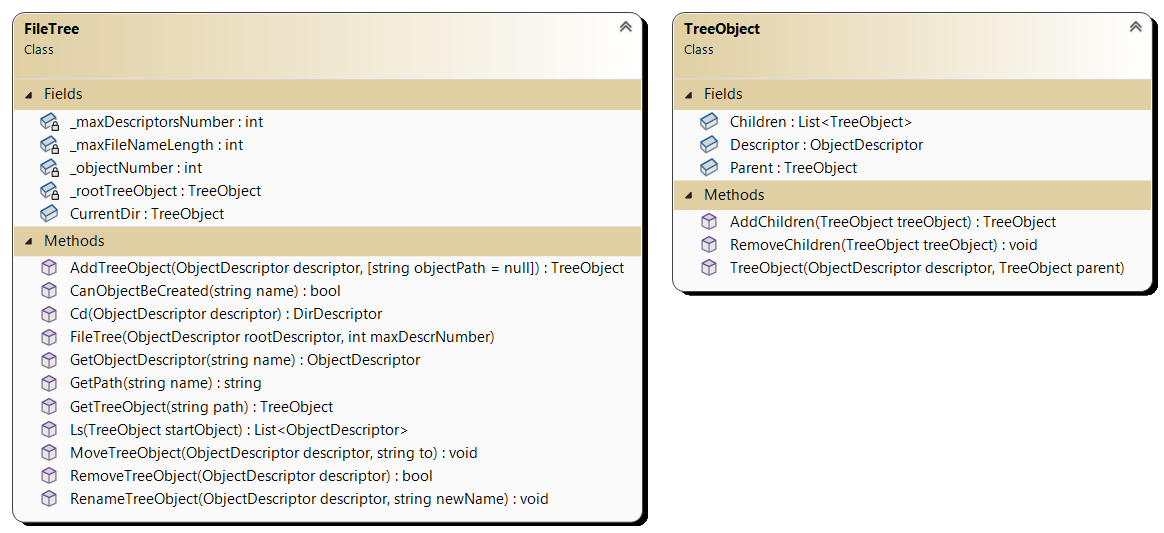 FileTree
Class
Fields
_maxDescriptorsNumber : int
_maxFileNameLength : int
_objectNumber : int
_rootTreeObject : TreeObject
CurrentDir : TreeObject
Methods
AddTreeObject(ObjectDescriptor descriptor, [string objectPath = null]) : TreeObject
CanObjectBeCreated(string name) : bool
Cd(ObjectDescriptor descriptor) : DirDescriptor
FileTree(ObjectDescriptor rootDescriptor, int maxDescrNumber)
GetObjectDescriptor(string name) : ObjectDescriptor
GetPath(string name) : string
GetTreeObject(string path) : TreeObject
Ls(TreeObject startObject) : List<ObjectDescriptor>
MoveTreeObject(ObjectDescriptor descriptor, string to) : void
RemoveTreeObject(ObjectDescriptor descriptor) : bool
RenameTreeObject(ObjectDescriptor descriptor, string newName) : void
TreeObject
Class
Fields
Children : List<TreeObject>
Descriptor : ObjectDescriptor
Parent : TreeObject
Methods
AddChildren(TreeObject treeObject) : TreeObject
RemoveChildren(TreeObject treeObject) : void
TreeObject(ObjectDescriptor descriptor, TreeObject parent)